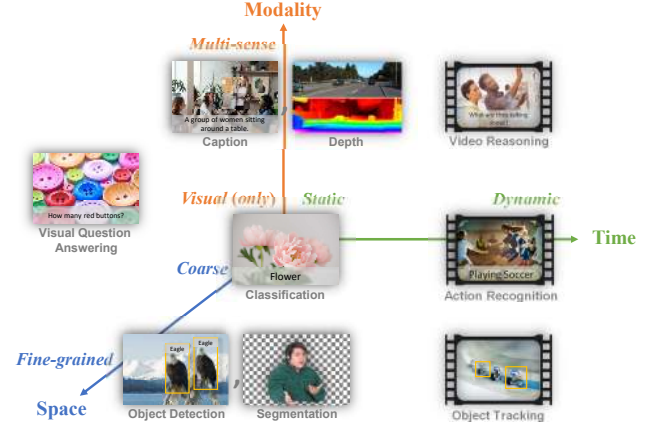 Modality
Multi-sense
A group of women sitting
around a table.
,
Caption
Depth
What are they talking
about?
Video Reasoning
How many red buttons?
Visual Question
Answering
Visual (only)
Static
Dynamic
Time
Flower
Classification
Playing Soccer
Action Recognition
Coarse
Fine-grained
Space
Eagle
Eagle
,
Object Detection
Segmentation
Object Tracking